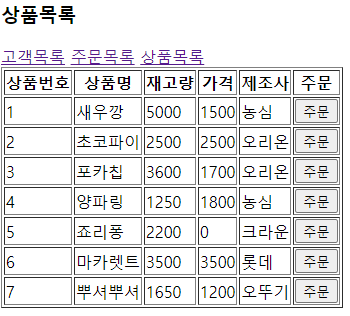 상품목록
고객목록 주문목록 상품목록
상품번호 상품명 재고량 가격 제조사 주문
1 새우깡 5000 1500 농심 주문
2 초코파이 2500 2500 오리온 주문
3 포카칩 3600 1700 오리온 주문
4 양파링 1250 1800 농심 주문
5 죠리퐁 2200 0 크라운 주문
6 마카렛트 3500 3500 롯데 주문
7 뿌셔뿌셔 1650 1200 오뚜기 주문